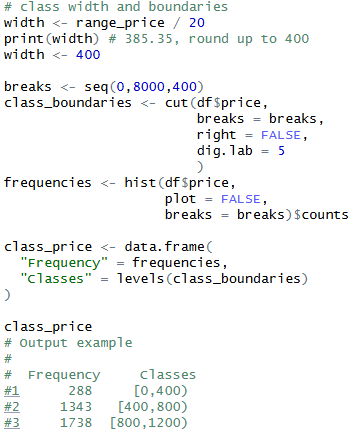 # class width and boundaries
width <- range_price / 20
print(width) # 385.35, round up to 400
width <- 400

breaks <- seq(0,8000,400)
class_boundaries <- cut(df$price,
                        breaks = breaks,
                        right = FALSE,
                        dig.lab = 5
                        )
frequencies <- hist(df$price,
                    plot = FALSE,
                    breaks = breaks)$counts

class_price <- data.frame(
  "Frequency" = frequencies,
  "Classes" = levels(class_boundaries)
)

class_price
# Output example
#
#  Frequency     Classes
#1       288     [0,400)
#2      1343   [400,800)
#3      1738  [800,1200)